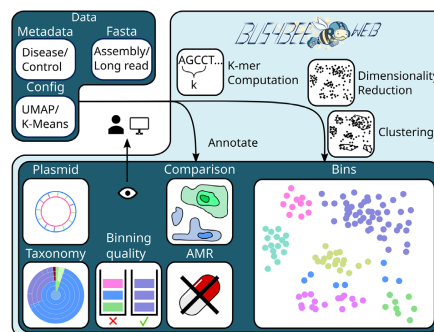 Data
Metadata
Fasta
Disease/
Control
Assembly/
Long read
Config
UMAP/
K-Means
BUSYBEE WEB
AGCCT...
k
K-mer
Computation
Dimensionality
Reduction
Clustering
Annotate
Plasmid
Comparison
Bins
Taxonomy
Binning
quality
AMR